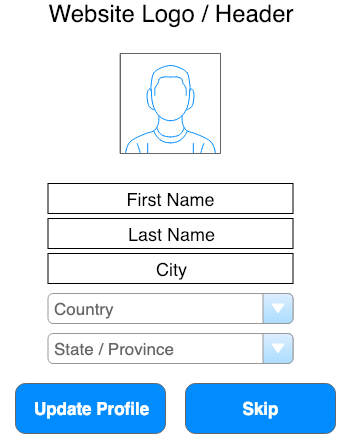 Website Logo / Header
First Name
Last Name
City
Country
State / Province
Update Profile
Skip